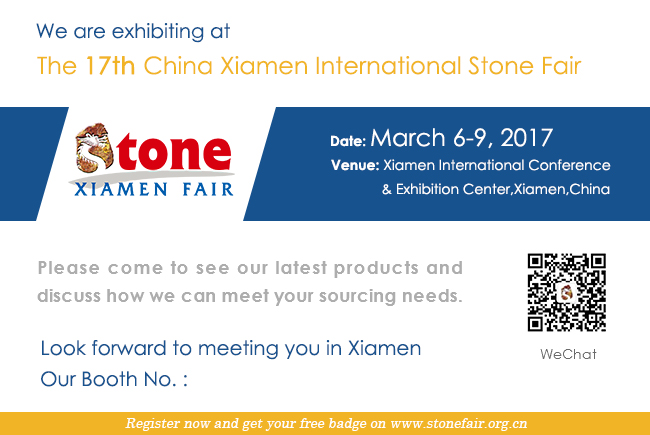 We are exhibiting at
The 17th China Xiamen International Stone Fair
Stone
XIAMEN FAIR
Date: March 6-9, 2017
Venue: Xiamen International Conference
& Exhibition Center,Xiamen,China
Please come to see our latest products and
discuss how we can meet your sourcing needs.
WeChat
Look forward to meeting you in Xiamen
Our Booth No. :
Register now and get your free badge on www.stonefair.org.cn